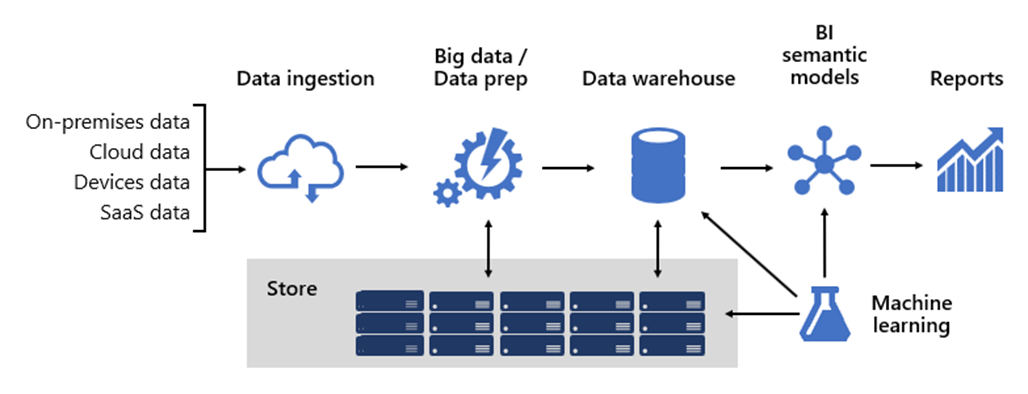 BI
semantic
models
Big data /
Data prep
Data ingestion
Data warehouse
Reports
On-premises data
Cloud data
Devices data
SaaS data
Store
Machine
learning